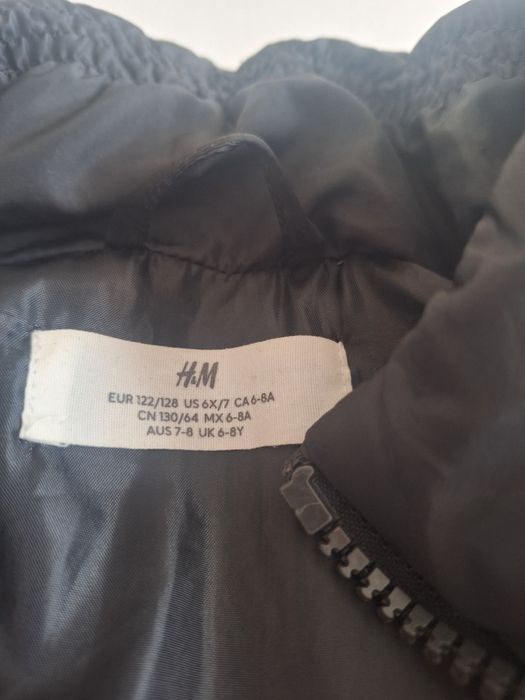 H&M
EUR 122/128 US 6X/7 CA 6-8A
CN 130/64 MX 6-8A
AUS 7-8 UK 6-8Y